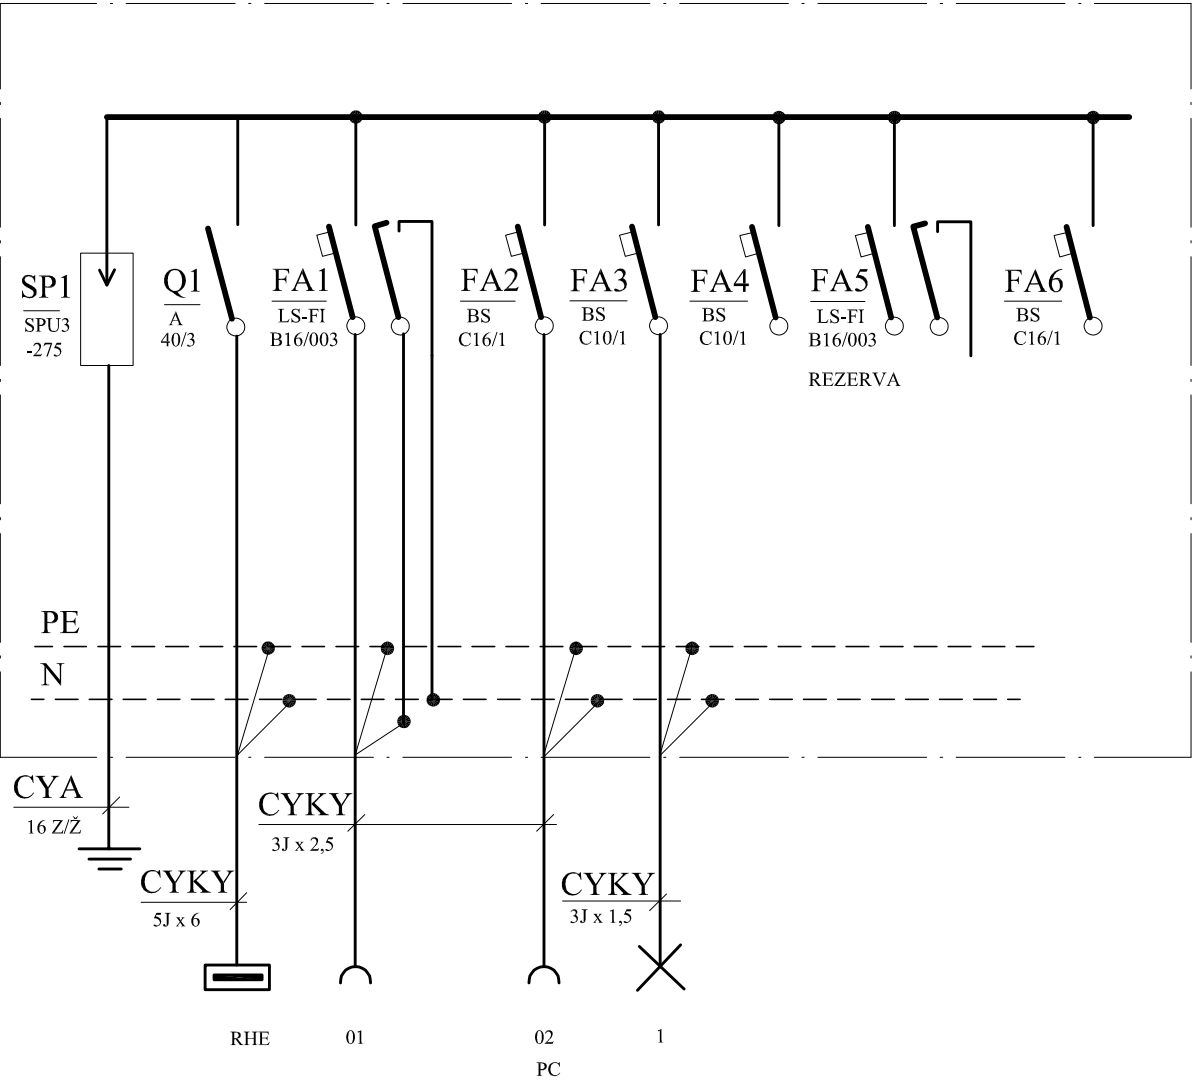 SP1
SPU3
-275
Q1
A
40/3
FA1
LS-FI
B16/003
FA2
BS
C16/1
FA3
BS
C10/1
FA4
BS
C10/1
FA5
LS-FI
B16/003
REZERVA
FA6
BS
C16/1
PE
N
CYA
16 Z/Ž
CYKY
3J x 2,5
CYKY
5J x 6
CYKY
3J x 1,5
RHE
01
02
PC
1